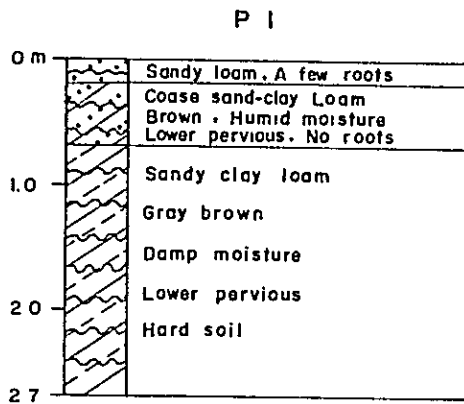 P I
0 m
Sandy loam. A few roots
Coase sand-clay Loam
Brown. Humid moisture
Lower pervious. No roots
1.0
Sandy clay loam
Gray brown
Damp moisture
2 0
Lower pervious
Hard soil
2 7